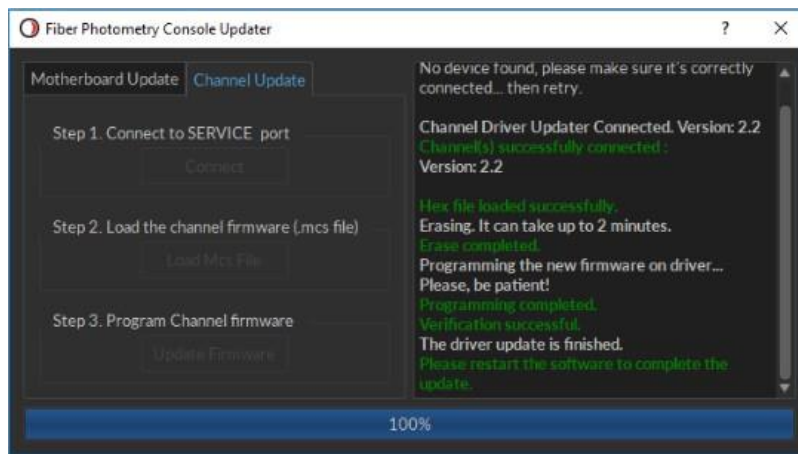 Fiber Photometry Console Updater
Motherboard Update
Channel Update
Step 1. Connect to SERVICE port
Connect
Step 2. Load the channel firmware (.mcs file)
Load Mcs File
Step 3. Program Channel firmware
Update Firmware
No device found, please make sure it's correctly
connected... then retry.
Channel Driver Updater Connected. Version: 2.2
Channel(s) successfully connected :
Version: 2.2
Hex file loaded successfully.
Erasing. It can take up to 2 minutes.
Erase completed.
Programming the new firmware on driver...
Please, be patient!
Programming completed.
Verification successful.
The driver update is finished.
Please restart the software to complete the
update.
100%